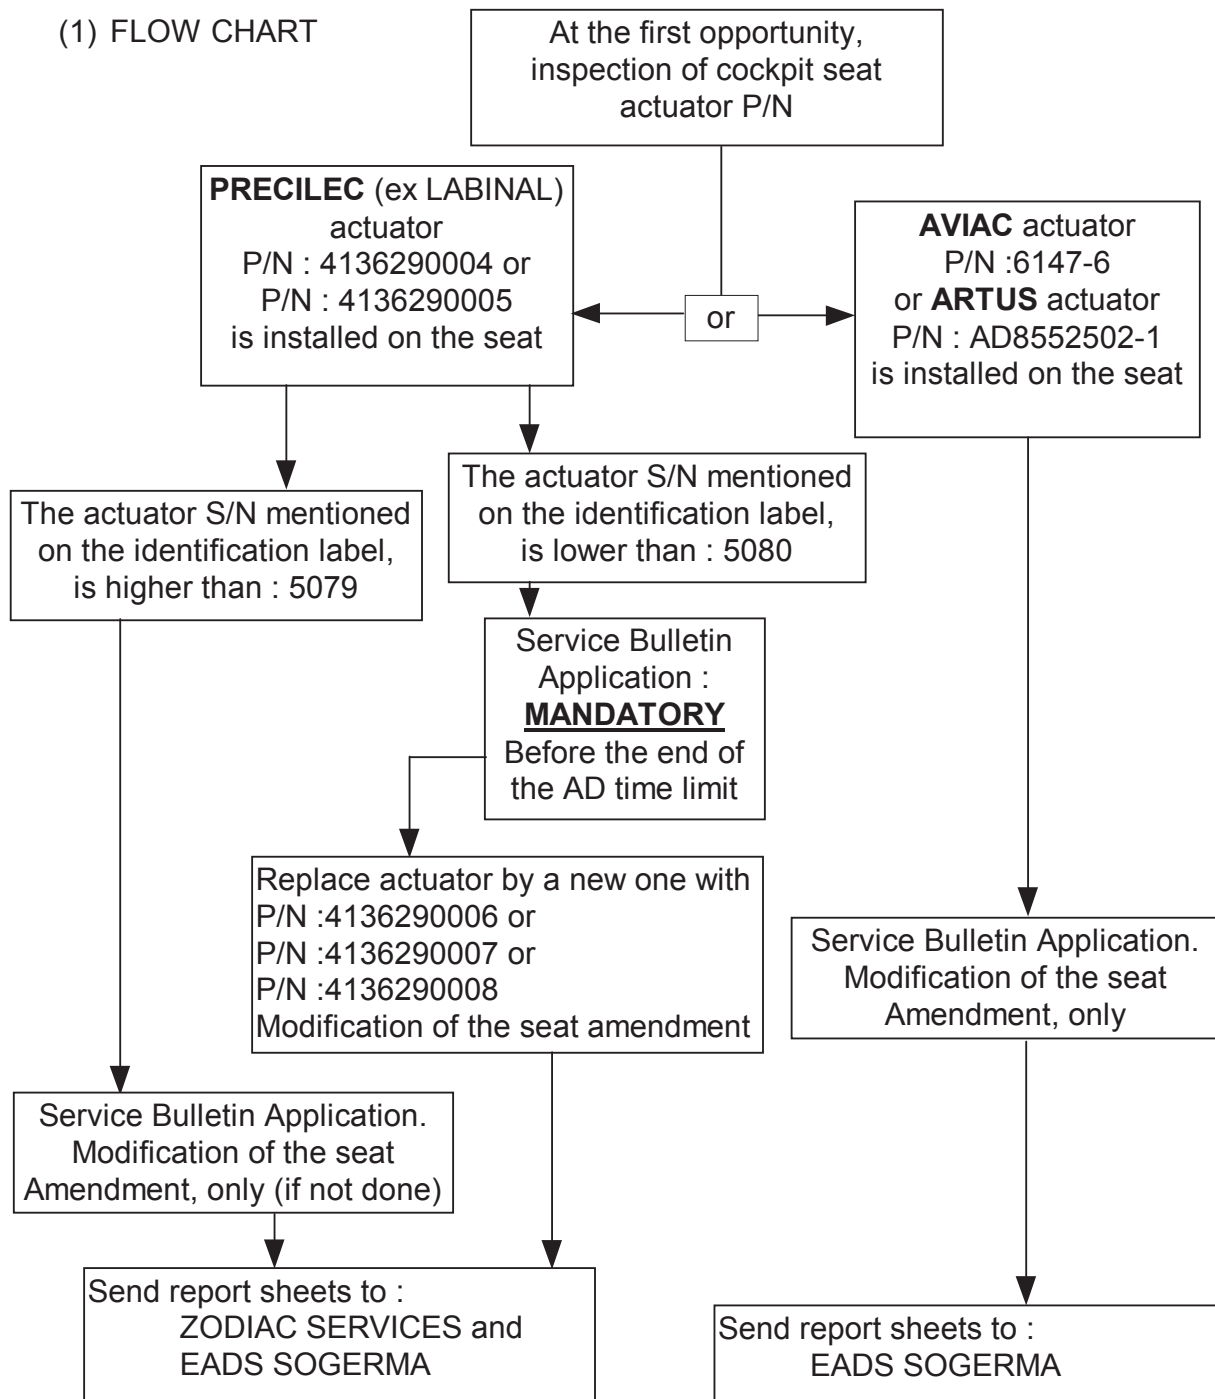 (1) FLOW CHART
At the first opportunity,
inspection of cockpit seat
actuator P/N
PRECILEC (ex LABINAL)
actuator
P/N : 4136290004 or
P/N : 4136290005
is installed on the seat
or
AVIAC actuator
P/N :6147-6
or ARTUS actuator
P/N : AD8552502-1
is installed on the seat
The actuator S/N mentioned
on the identification label,
is higher than : 5079
The actuator S/N mentioned
on the identification label,
is lower than : 5080
Service Bulletin
Application :
MANDATORY
Before the end of
the AD time limit
Replace actuator by a new one with
P/N :4136290006 or
P/N :4136290007 or
P/N :4136290008
Modification of the seat amendment
Service Bulletin Application.
Modification of the seat
Amendment, only
Service Bulletin Application.
Modification of the seat
Amendment, only (if not done)
Send report sheets to :
ZODIAC SERVICES and
EADS SOGERMA
Send report sheets to :
EADS SOGERMA